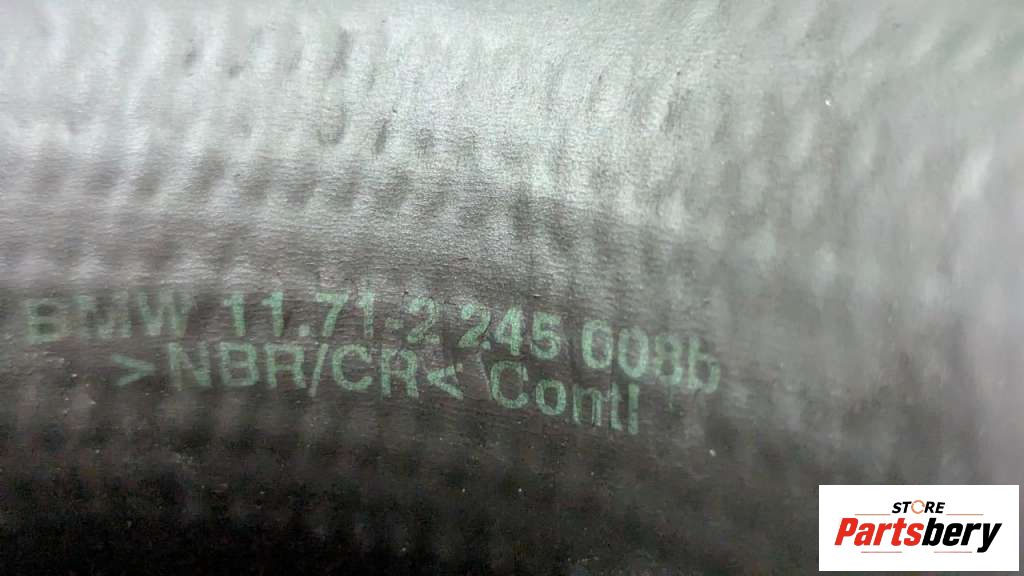 BMW 11.71-2 245 008b
>NBR/CR< Conti
STORE
Partsbery